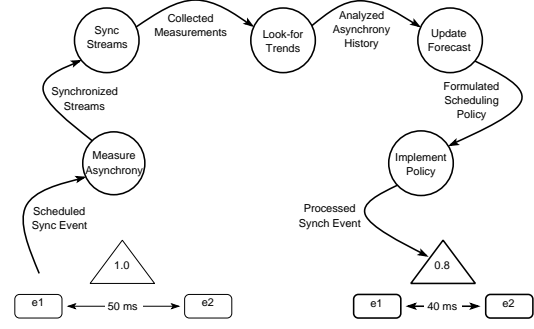 Sync
Streams
Collected
Measurements
Look-for
Trends
Analyzed
Asynchrony
History
Update
Forecast
Synchronized
Streams
Formulated
Scheduling
Policy
Measure
Asynchrony
Implement
Policy
Scheduled
Sync Event
Processed
Synch Event
1.0
0.8
e1
50 ms
e2
e1
40 ms
e2